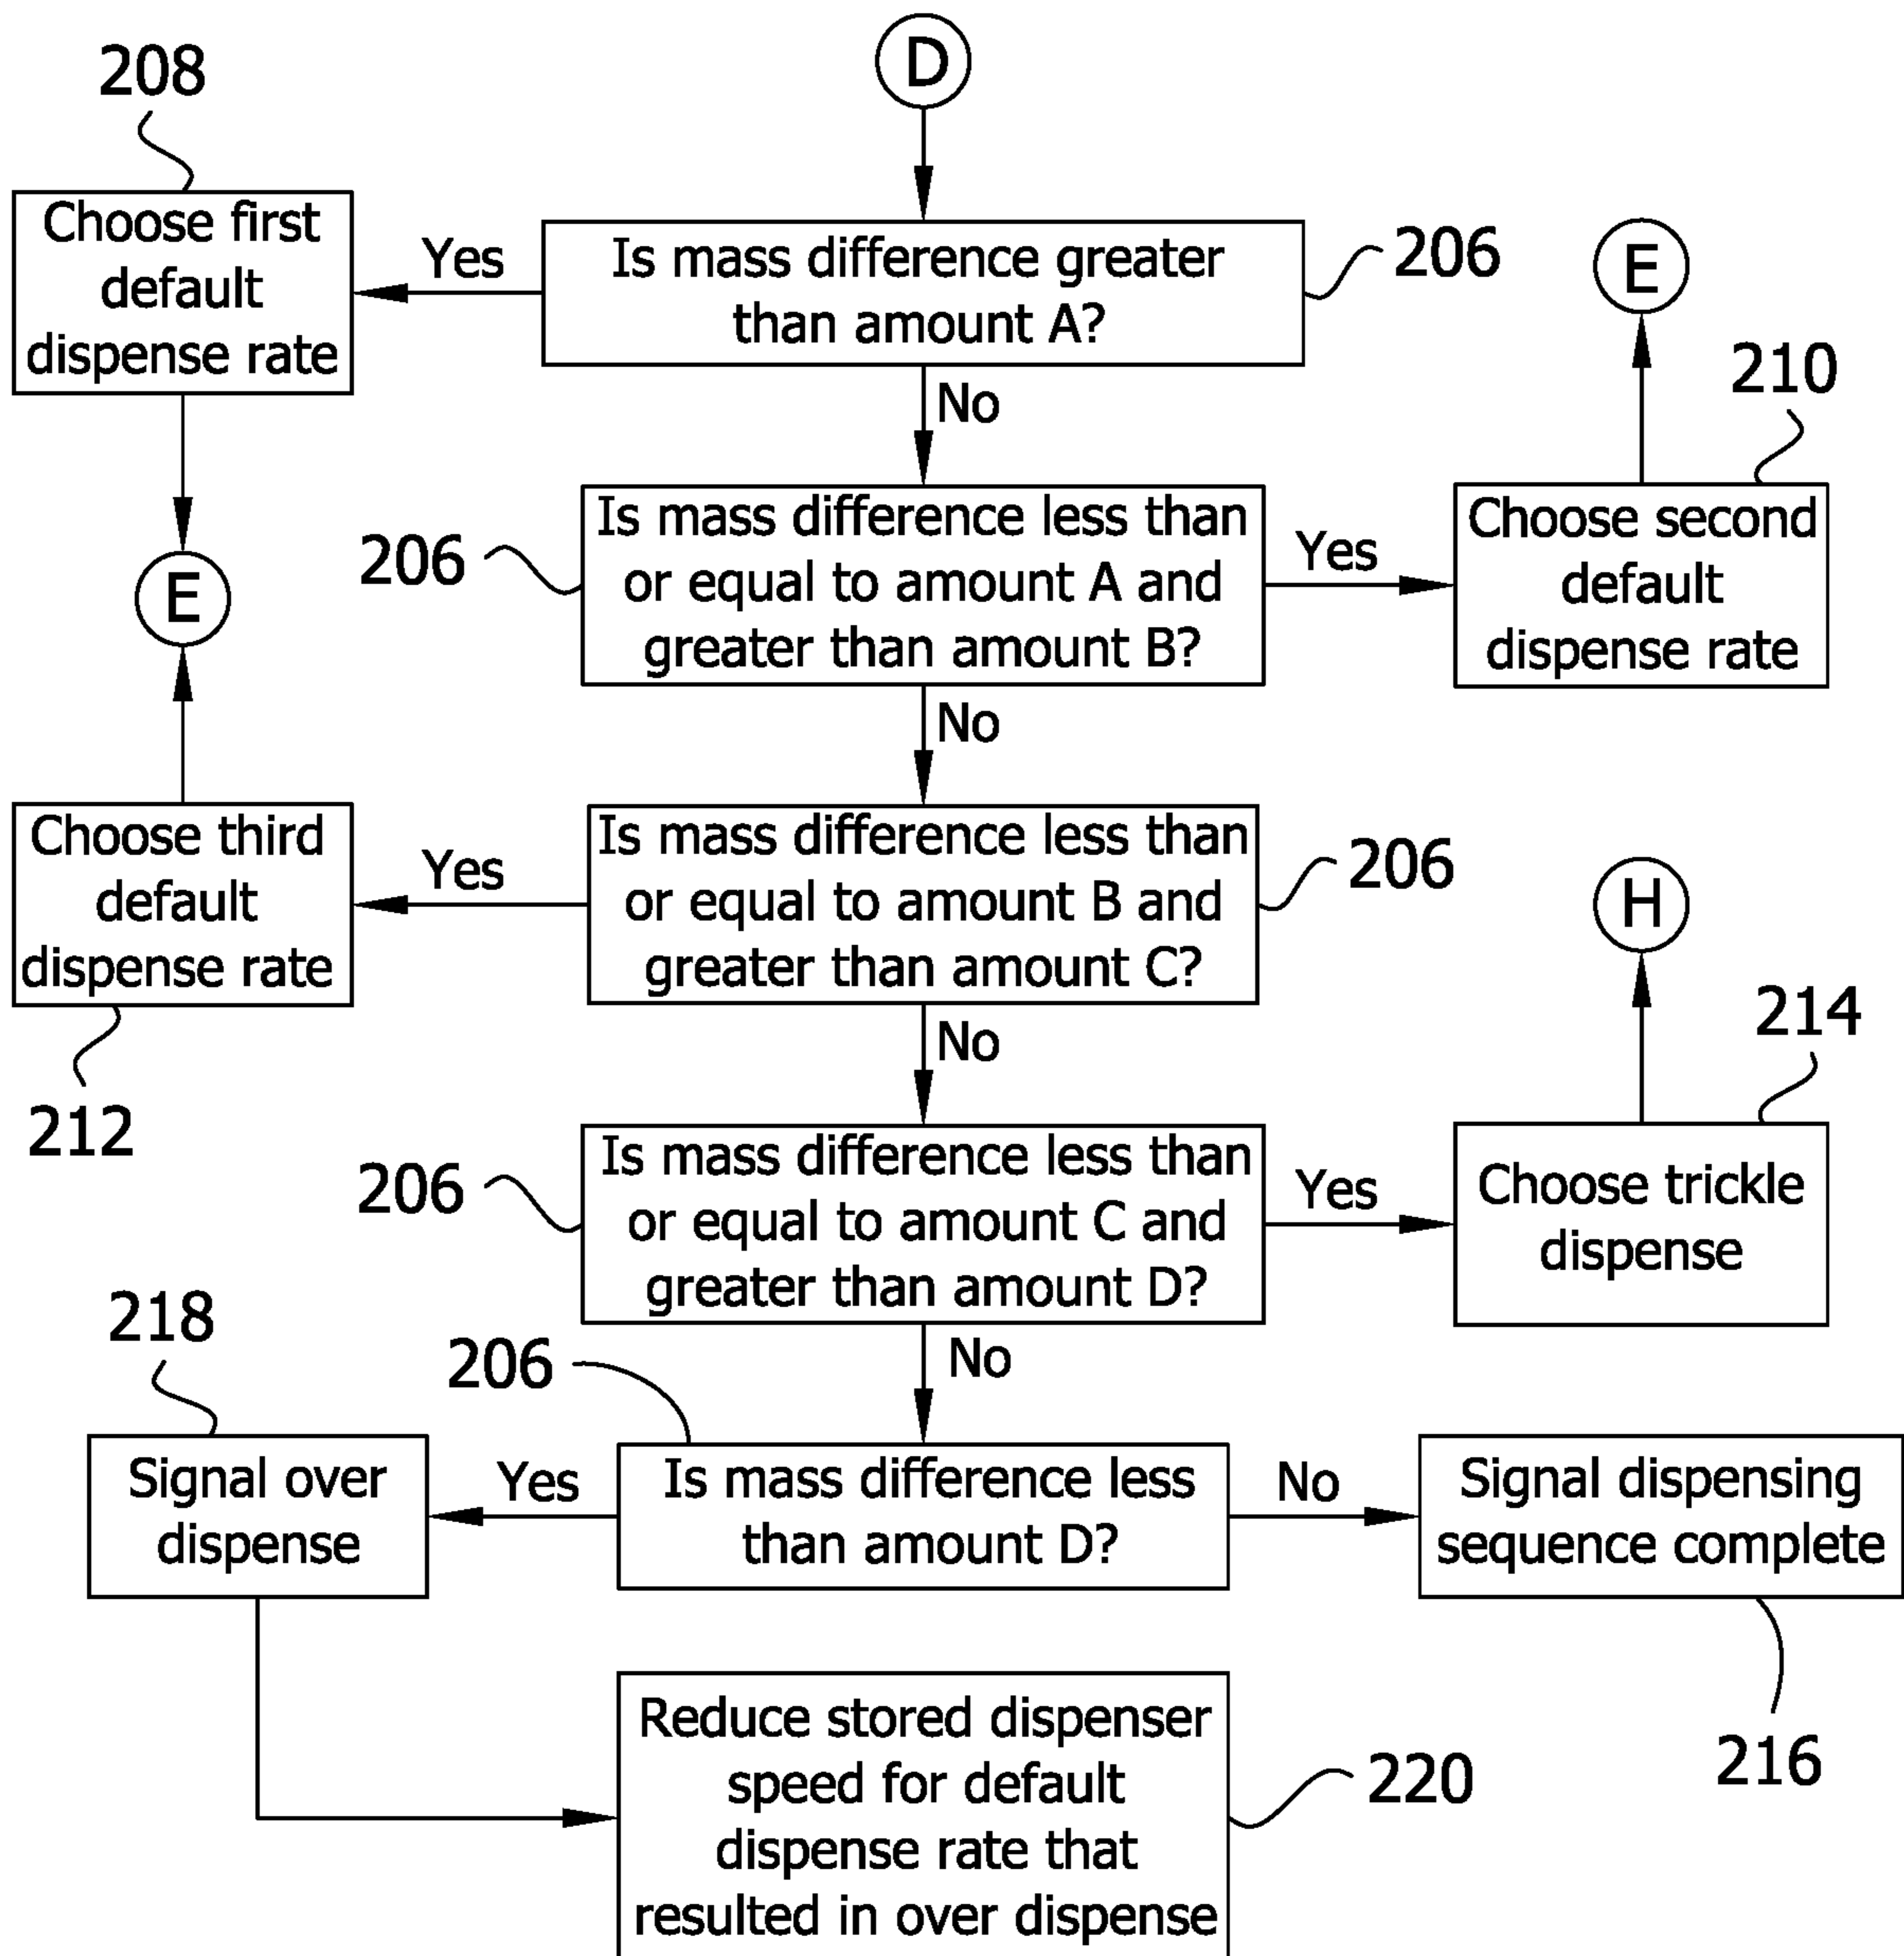 D
208
Choose first
default
dispense rate
Yes
Is mass difference greater
than amount A?
206
E
No
210
206
Is mass difference less than
or equal to amount A and
greater than amount B?
Yes
Choose second
default
dispense rate
E
No
Choose third
default
dispense rate
Yes
Is mass difference less than
or equal to amount B and
greater than amount C?
206
H
212
No
214
206
Is mass difference less than
or equal to amount C and
greater than amount D?
Yes
Choose trickle
dispense
218
206
No
Signal over
dispense
Yes
Is mass difference less
than amount D?
No
Signal dispensing
sequence complete
216
Reduce stored dispenser
speed for default
dispense rate that
resulted in over dispense
220